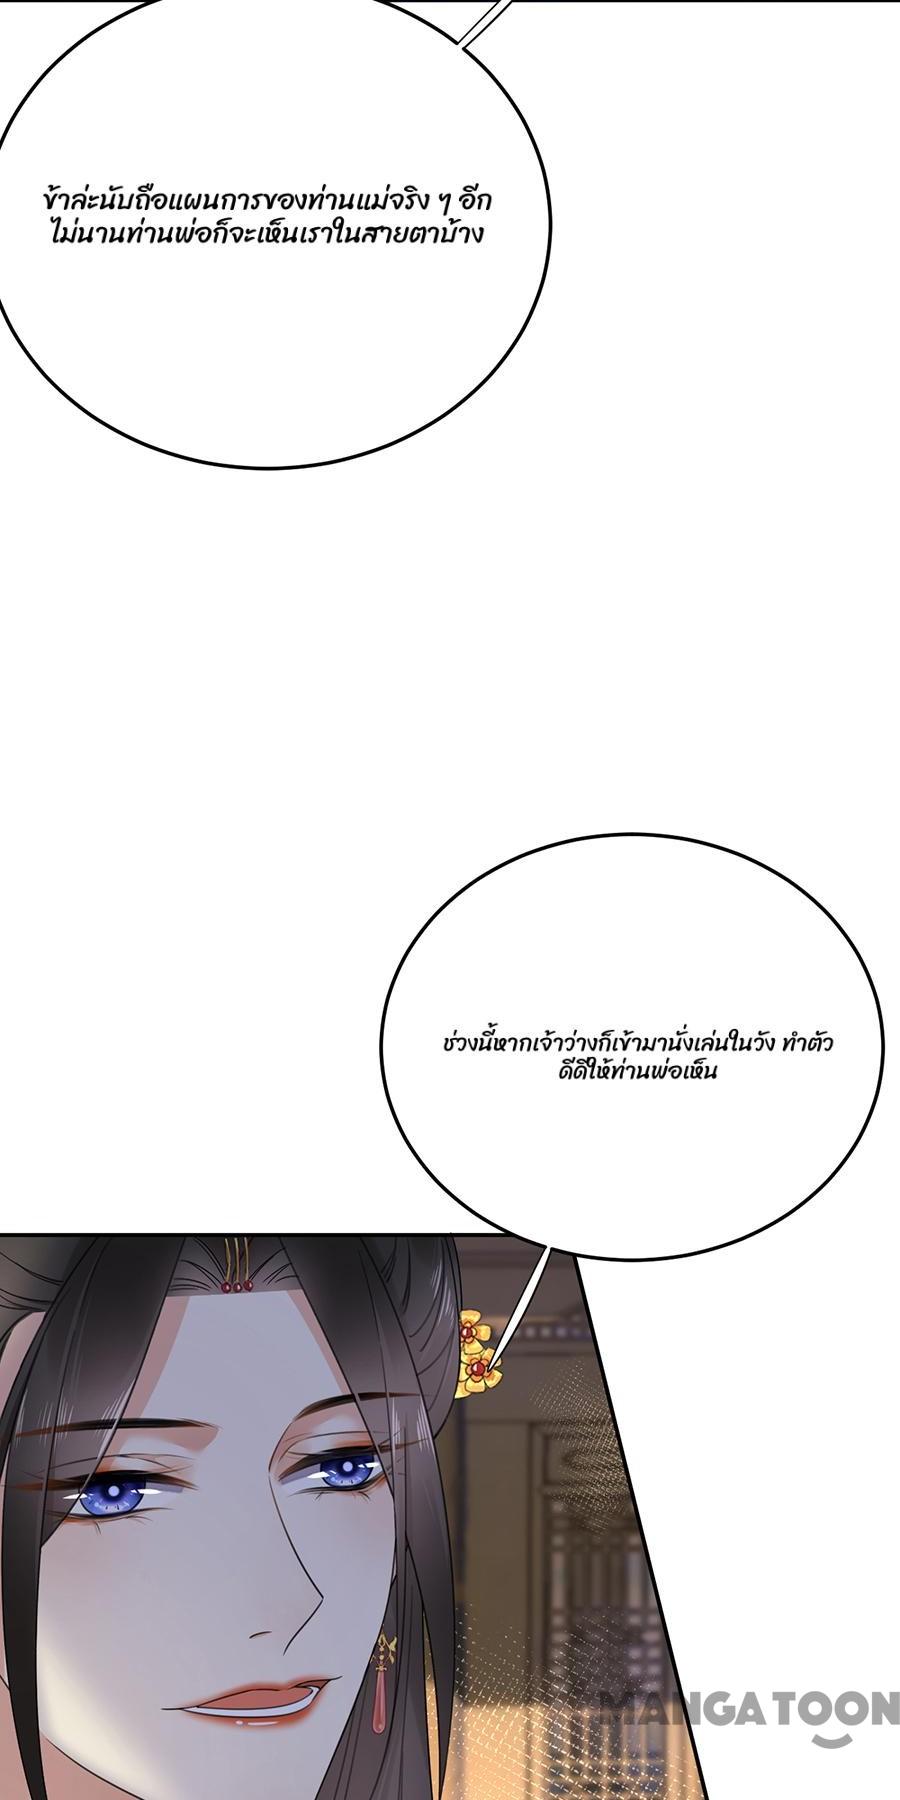 ข้าล่ะนับถือแผนการของท่านแม่จริง ๆ อีก
ไม่นานท่านพ่อก็จะเห็นเราในสายตาบ้าง
ช่วงนี้หากเจ้าว่างก็เข้ามานั่งเล่นในวัง ทำตัว
ดีดีให้ท่านพ่อเห็น
MANGATOON